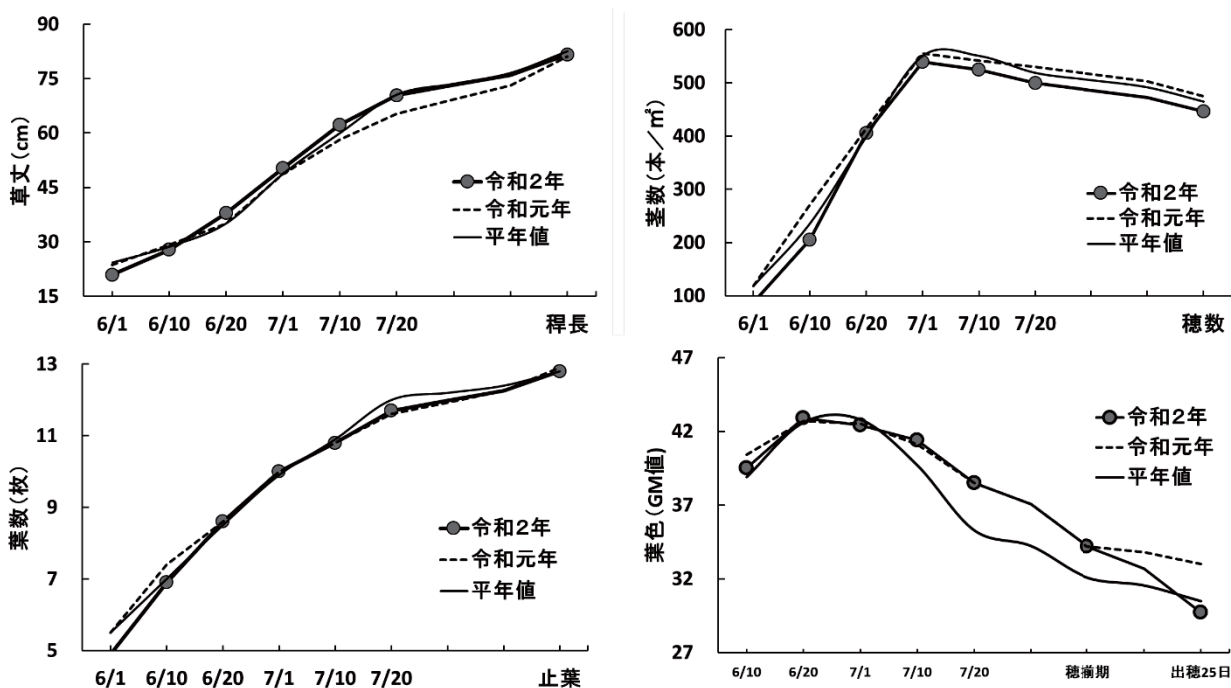 草丈(cm)
90
75
60
45
30
15
令和2年
令和元年
平年値
6/1 6/10 6/20 7/1 7/10 7/20 稈長
茎数(本/㎡)
600
500
400
300
200
100
令和2年
令和元年
平年値
6/1 6/10 6/20 7/1 7/10 7/20 穂数
葉数(枚)
13
11
9
7
5
令和2年
令和元年
平年値
6/1 6/10 6/20 7/1 7/10 7/20 止葉
葉色(GM値)
47
42
37
32
27
令和2年
令和元年
平年値
6/10 6/20 7/1 7/10 7/20 穂揃期 出穂25日